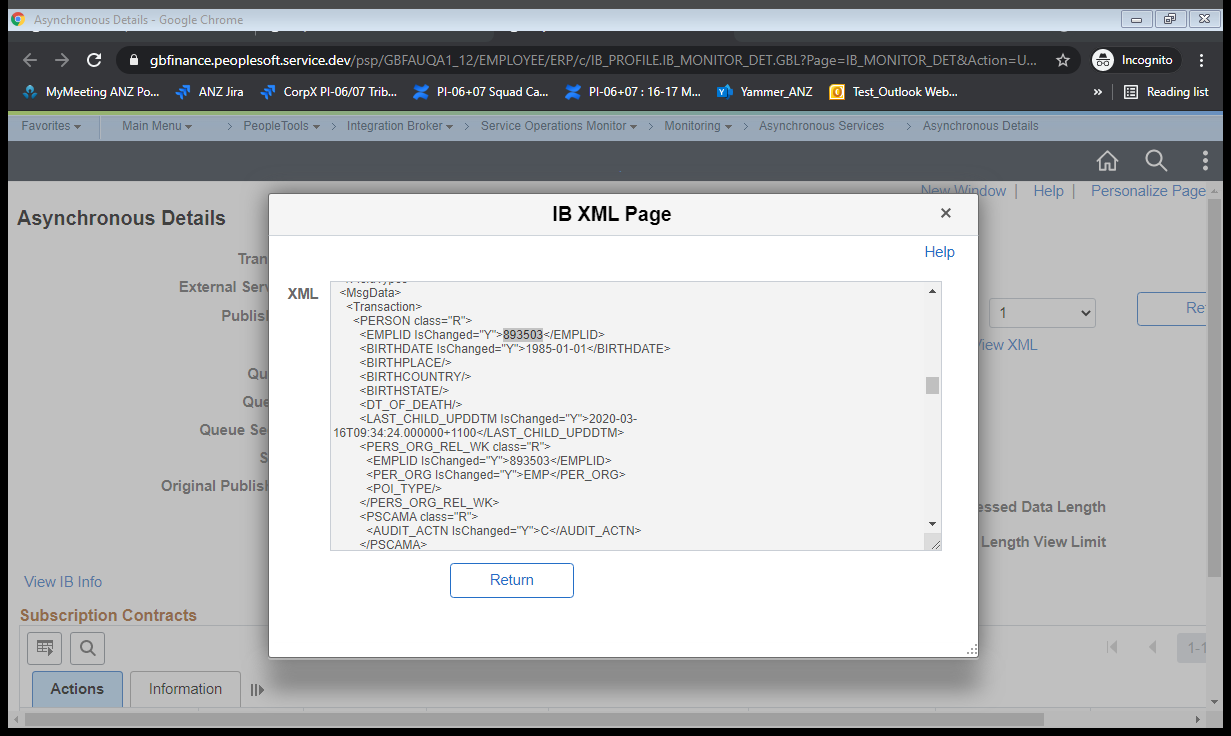 Asynchronous Details - Google Chrome
gbfinance.peoplesoft.service.dev/psp/GBFAUQA1_12/EMPLOYEE/ERP/c/IB_PROFILE.IB_MONITOR_DET.GBL?Page=IB_MONITOR_DET&Action=U...
Incognito
MyMeeting ANZ Po... ANZ Jira CorpX PI-06/07 Trib... PI-06+07 Squad Ca... PI-06+07 : 16-17 M... Yammer_ANZ Test_Outlook Web... » Reading list
Favorites Main Menu > PeopleTools > Integration Broker > Service Operations Monitor > Monitoring > Asynchronous Services > Asynchronous Details
New Window | Help | Personalize Page
Asynchronous Details
IB XML Page
Help
Tran
External Serv
Publish
Qu
Que
Queue Se
S
Original Publish
XML
<MsgData>
<Transaction>
<PERSON class="R">
<EMPLID IsChanged="Y">893503</EMPLID>
<BIRTHDATE IsChanged="Y">1985-01-01</BIRTHDATE>
<BIRTHPLACE/>
<BIRTHCOUNTRY/>
<BIRTHSTATE/>
<DT_OF_DEATH/>
<LAST_CHILD_UPDDTM IsChanged="Y">2020-03-
16T09:34:24.000000+1100</LAST_CHILD_UPDDTM>
<PERS_ORG_REL_WK class="R">
<EMPLID IsChanged="Y">893503</EMPLID>
<PER_ORG IsChanged="Y">EMP</PER_ORG>
<POI_TYPE/>
</PERS_ORG_REL_WK>
<PSCAMA class="R">
<AUDIT_ACTN IsChanged="Y">C</AUDIT_ACTN>
</PSCAMA>
1
Re
View XML
essed Data Length
Length View Limit
Return
View IB Info
Subscription Contracts
1-1
Actions
Information